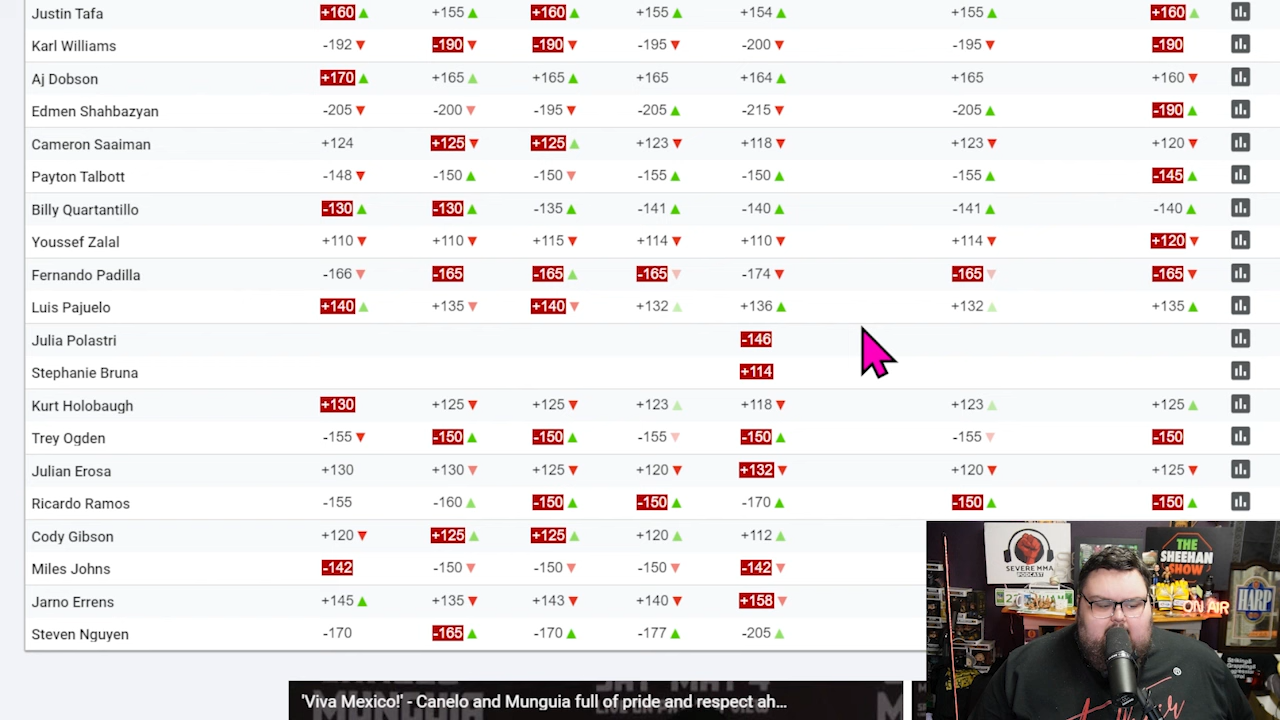 Justin Tafa +160 ▲ +155 ▲ +160 ▲ +155 ▲ +154 ▲ +155 ▲ +160 ▲
Karl Williams -192 ▼ -190 ▼ -190 ▼ -195 ▼ -200 ▼ -195 ▼ -190
Aj Dobson +170 ▲ +165 ▲ +165 ▲ +165 +164 ▲ +165 +160 ▼
Edmen Shahbazyan -205 ▼ -200 ▼ -195 ▼ -205 ▲ -215 ▼ -205 ▲ -190 ▲
Cameron Saaiman +124 +125 ▼ +125 ▲ +123 ▼ +118 ▼ +123 ▼ +120 ▼
Payton Talbott -148 ▼ -150 ▲ -150 ▼ -155 ▲ -150 ▲ -155 ▲ -145 ▲
Billy Quartantillo -130 ▲ -130 ▲ -135 ▲ -141 ▲ -140 ▲ -141 ▲ -140 ▲
Youssef Zalal +110 ▼ +110 ▼ +115 ▼ +114 ▼ +110 ▼ +114 ▼ +120 ▼
Fernando Padilla -166 ▼ -165 -165 ▲ -165 ▼ -174 ▼ -165 ▼ -165 ▼
Luis Pajuelo +140 ▲ +135 ▼ +140 ▼ +132 ▲ +136 ▲ +132 ▲ +135 ▲
Julia Polastri -146
Stephanie Bruna +114
Kurt Holobaugh +130 +125 ▼ +125 ▼ +123 ▲ +118 ▼ +123 ▲ +125 ▲
Trey Ogden -155 ▼ -150 ▲ -150 ▲ -155 ▼ -150 ▲ -155 ▼ -150
Julian Erosa +130 +130 ▼ +125 ▼ +120 ▼ +132 ▼ +120 ▼ +125 ▼
Ricardo Ramos -155 -160 ▲ -150 ▲ -150 ▲ -170 ▲ -150 ▲ -150 ▲
Cody Gibson +120 ▼ +125 ▲ +125 ▲ +120 ▲ +112 ▲
Miles Johns -142 -150 ▼ -150 ▼ -150 ▼ -142 ▼
Jarno Errens +145 ▲ +135 ▼ +143 ▼ +140 ▼ +158 ▼
Steven Nguyen -170 -165 ▲ -170 ▲ -177 ▲ -205 ▲
'Viva Mexico!' - Canelo and Munguia full of pride and respect ah...
MUNGUIA
SEVERE MMA
PODCAST
THE
SHEEHAN
SHOW
ON AIR
HARP